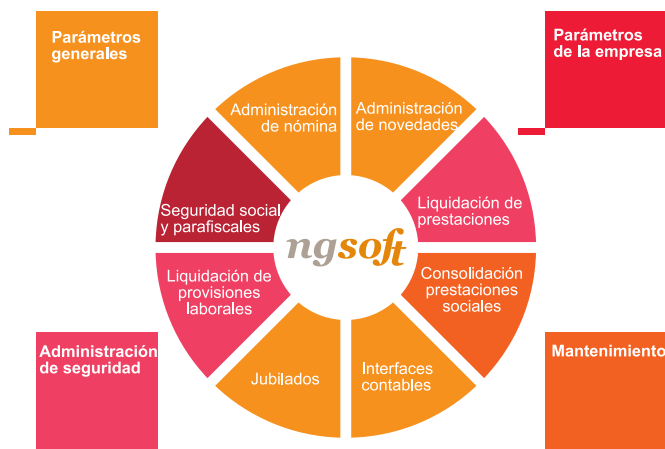 Parámetros
generales
Parámetros
de la empresa
Administración
de nómina
Administración
de novedades
Seguridad social
y parafiscales
Liquidación de
prestaciones
ngsoft
Liquidación de
provisiones
laborales
Consolidación
prestaciones
sociales
Jubilados
Interfaces
contables
Administración
de seguridad
Mantenimiento